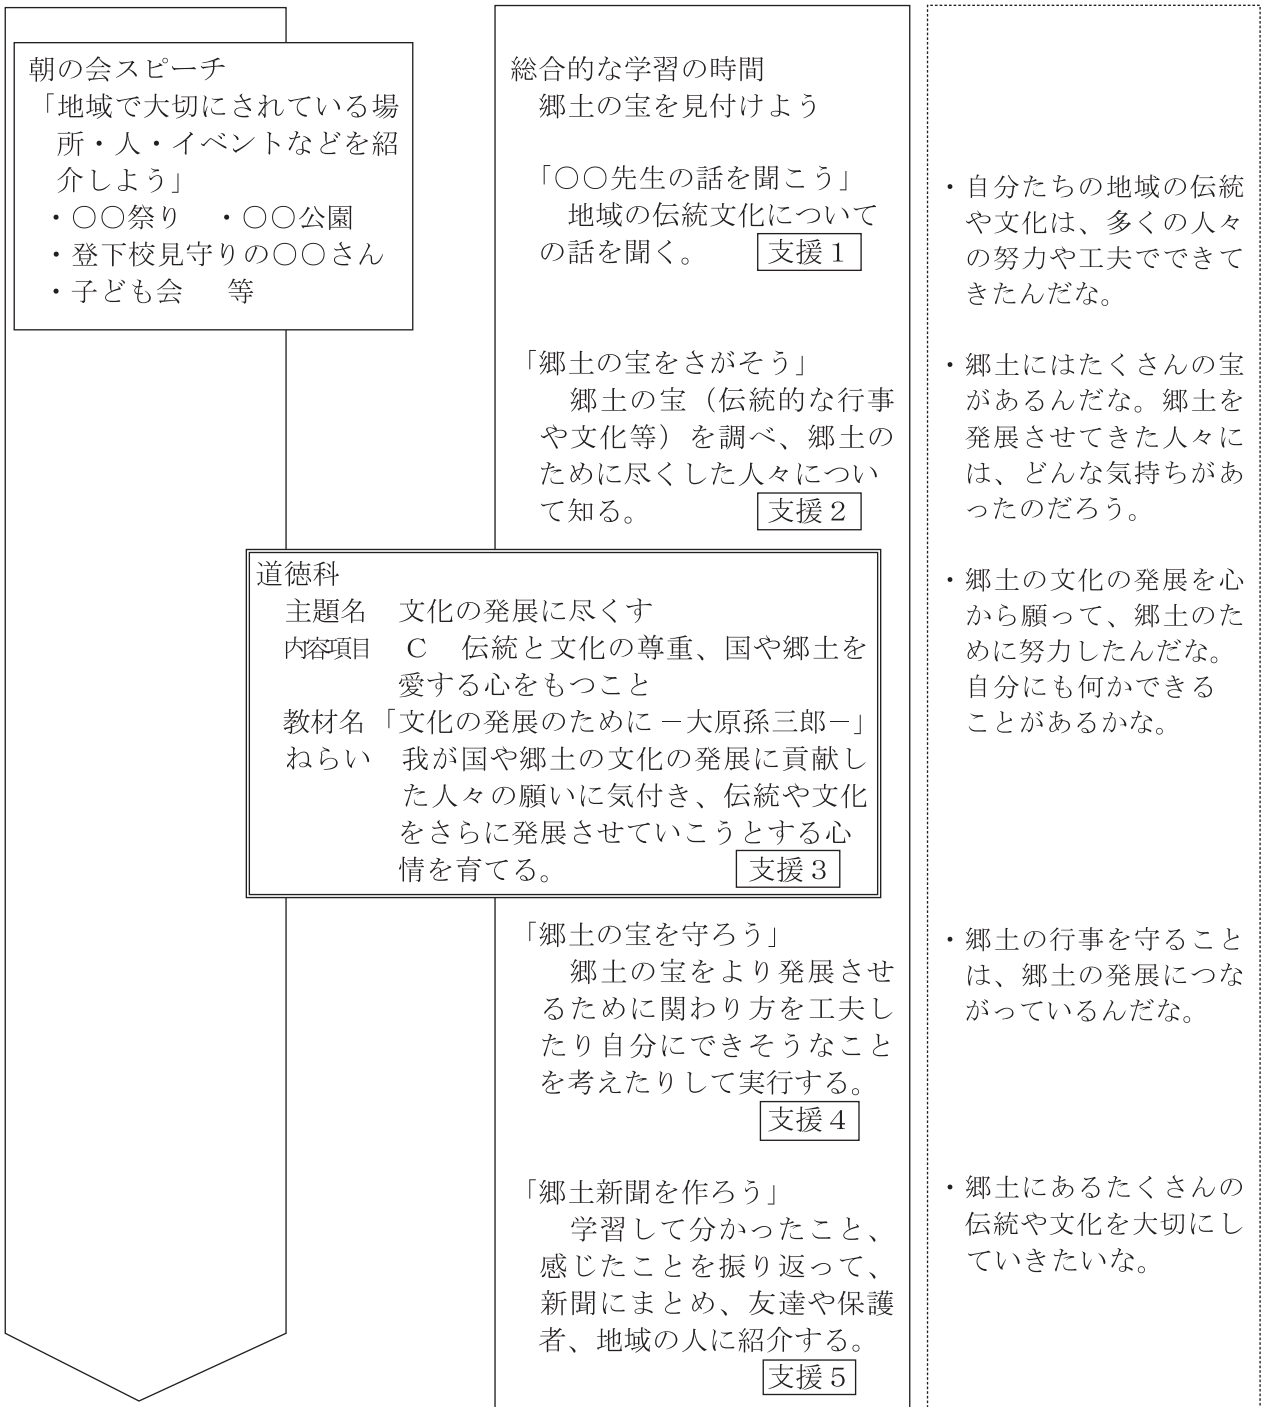 朝の会スピーチ
「地域で大切にされている場
所・人・イベントなどを紹
介しよう」
・〇〇祭り　・〇〇公園
・登下校見守りの〇〇さん
・子ども会　等
総合的な学習の時間
郷土の宝を見付けよう
「〇〇先生の話を聞こう」
地域の伝統文化について
の話を聞く。　支援１
「郷土の宝をさがそう」
郷土の宝（伝統的な行事
や文化等）を調べ、郷土の
ために尽くした人々につい
て知る。　支援２
道徳科
主題名　文化の発展に尽くす
内容項目　Ｃ　伝統と文化の尊重、国や郷土を
愛する心をもつこと
教材名「文化の発展のために－大原孫三郎－」
ねらい　我が国や郷土の文化の発展に貢献し
た人々の願いに気付き、伝統や文化
をさらに発展させていこうとする心
情を育てる。　支援３
「郷土の宝を守ろう」
郷土の宝をより発展させ
るために関わり方を工夫し
たり自分にできそうなこと
を考えたりして実行する。
支援４
「郷土新聞を作ろう」
学習して分かったこと、
感じたことを振り返って、
新聞にまとめ、友達や保護
者、地域の人に紹介する。
支援５
・自分たちの地域の伝統
や文化は、多くの人々
の努力や工夫でできて
きたんだな。
・郷土にはたくさんの宝
があるんだな。郷土を
発展させてきた人々に
は、どんな気持ちがあ
ったのだろう。
・郷土の文化の発展を心
から願って、郷土のた
めに努力したんだな。
自分にも何かできる
ことがあるかな。
・郷土の行事を守ること
は、郷土の発展につな
がっているんだな。
・郷土にあるたくさんの
伝統や文化を大切にし
ていきたいな。